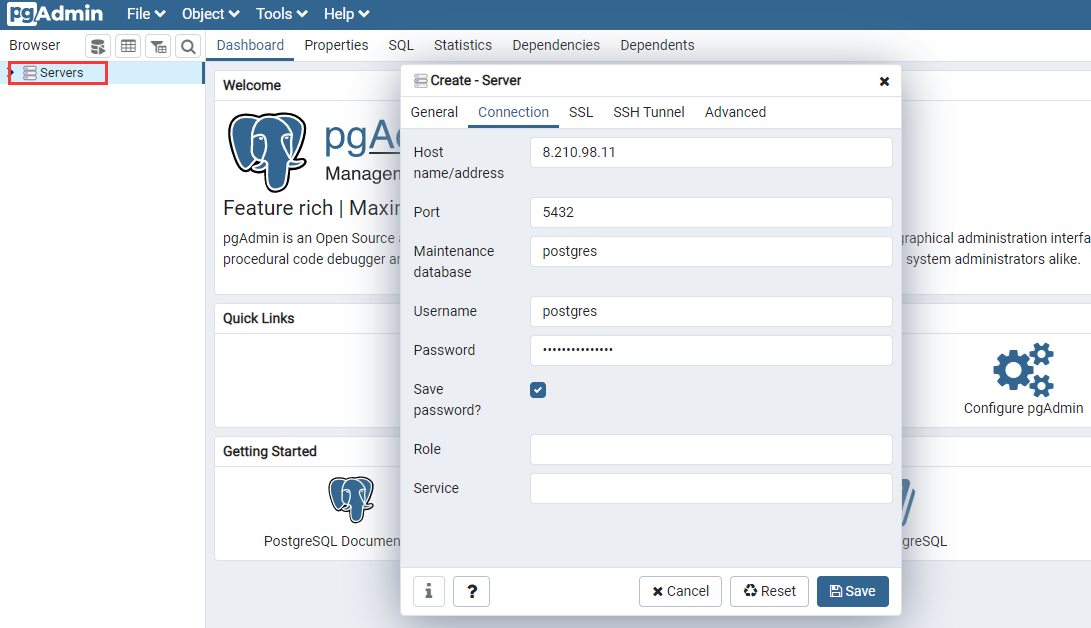 pgAdmin File Object Tools Help
Browser Dashboard Properties SQL Statistics Dependencies Dependents
Servers
Welcome
pgA
Managem
Feature rich | Maxi
pgAdmin is an Open Source
procedural code debugger
graphical administration interfa
system administrators alike.
Quick Links
Configure pgAdmin
Getting Started
PostgreSQL Documen
greSQL
Create - Server
General Connection SSL SSH Tunnel Advanced
Host
name/address
8.210.98.11
Port
5432
Maintenance
database
postgres
Username
postgres
Password
•••••••••••••••
Save
password?
Role
Service
i ? Cancel Reset Save